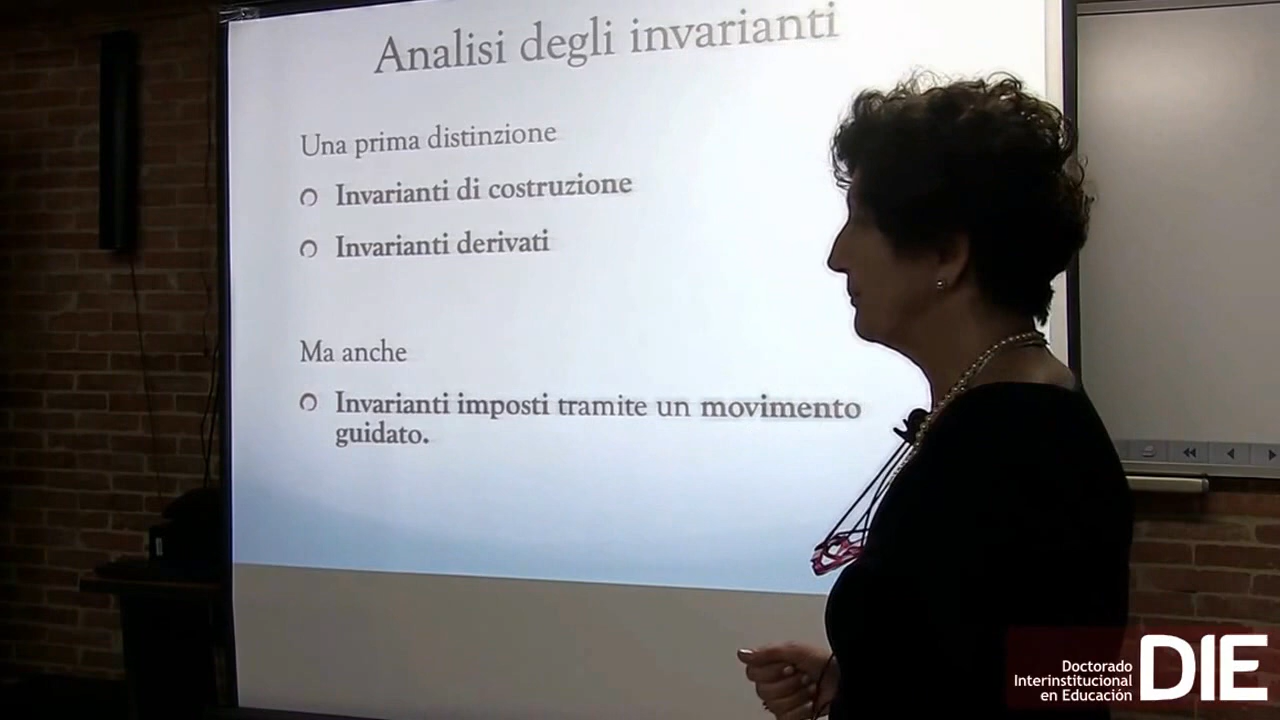 Analisi degli invarianti
Una prima distinzione
Invarianti di costruzione
Invarianti derivati
Ma anche
Invarianti imposti tramite un movimento
guidato.
Doctorado
Interinstitucional
en Educación
DIE